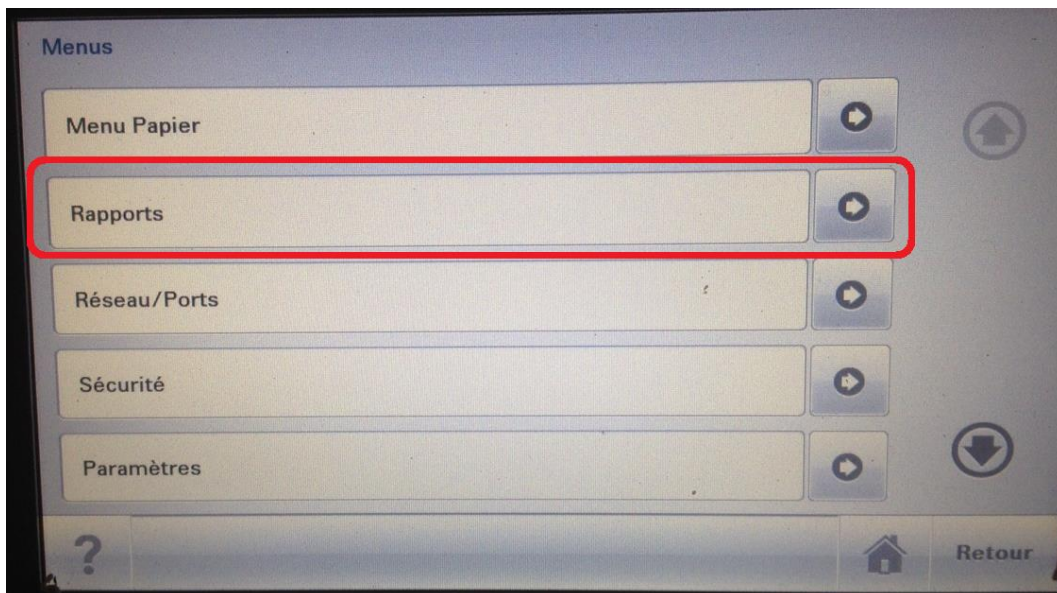 Menus
Menu Papier
Rapports
Réseau/Ports
Sécurité
Paramètres
? Retour